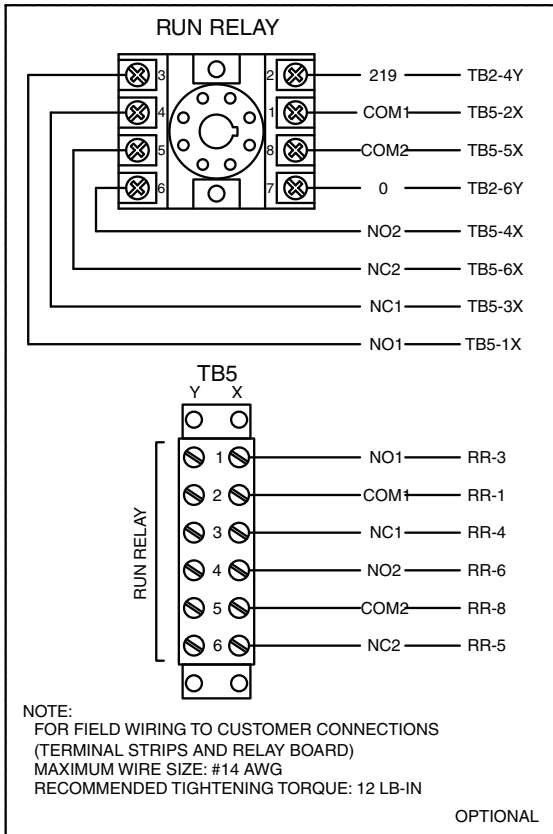 RUN RELAY
3 2 219 TB2-4Y
4 1 COM1 TB5-2X
5 8 COM2 TB5-5X
6 7 0 TB2-6Y
NO2 TB5-4X
NC2 TB5-6X
NC1 TB5-3X
NO1 TB5-1X
TB5
Y X
RUN RELAY
1 NO1 RR-3
2 COM1 RR-1
3 NC1 RR-4
4 NO2 RR-6
5 COM2 RR-8
6 NC2 RR-5
NOTE:
FOR FIELD WIRING TO CUSTOMER CONNECTIONS
(TERMINAL STRIPS AND RELAY BOARD)
MAXIMUM WIRE SIZE: #14 AWG
RECOMMENDED TIGHTENING TORQUE: 12 LB-IN
OPTIONAL